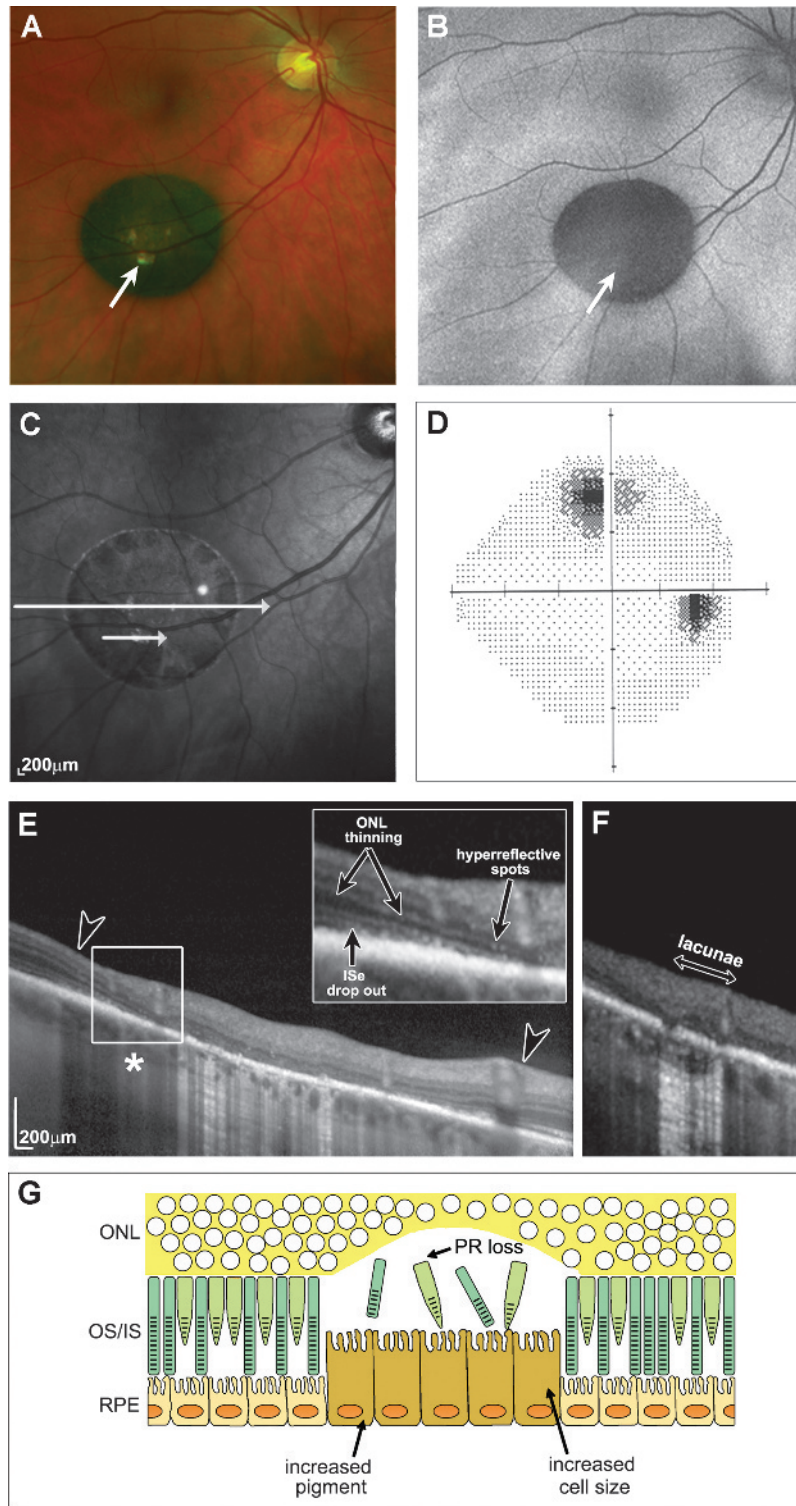 A
B
C
200μm
D
E
ONL
thinning
hyperreflective
spots
ISe
drop out
*
200μm
F
lacunae
G
ONL
PR loss
OS/IS
RPE
increased
pigment
increased
cell size